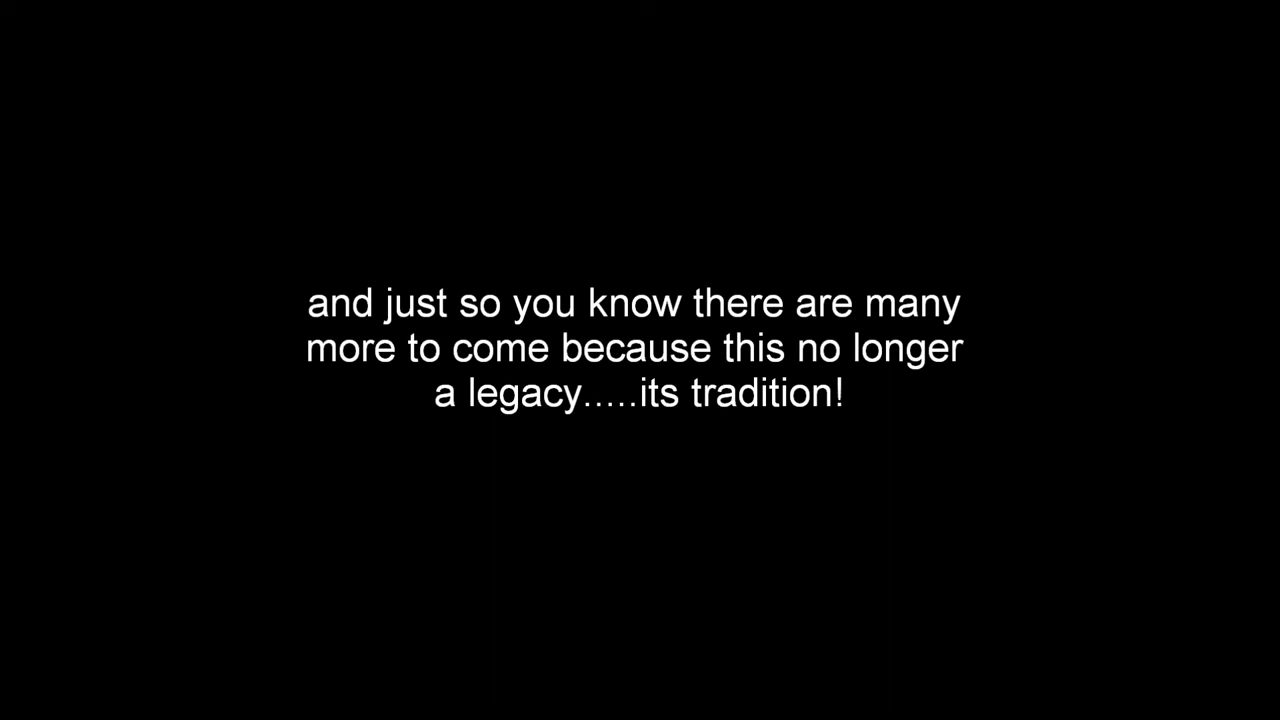 and just so you know there are many
more to come because this no longer
a legacy.....its tradition!